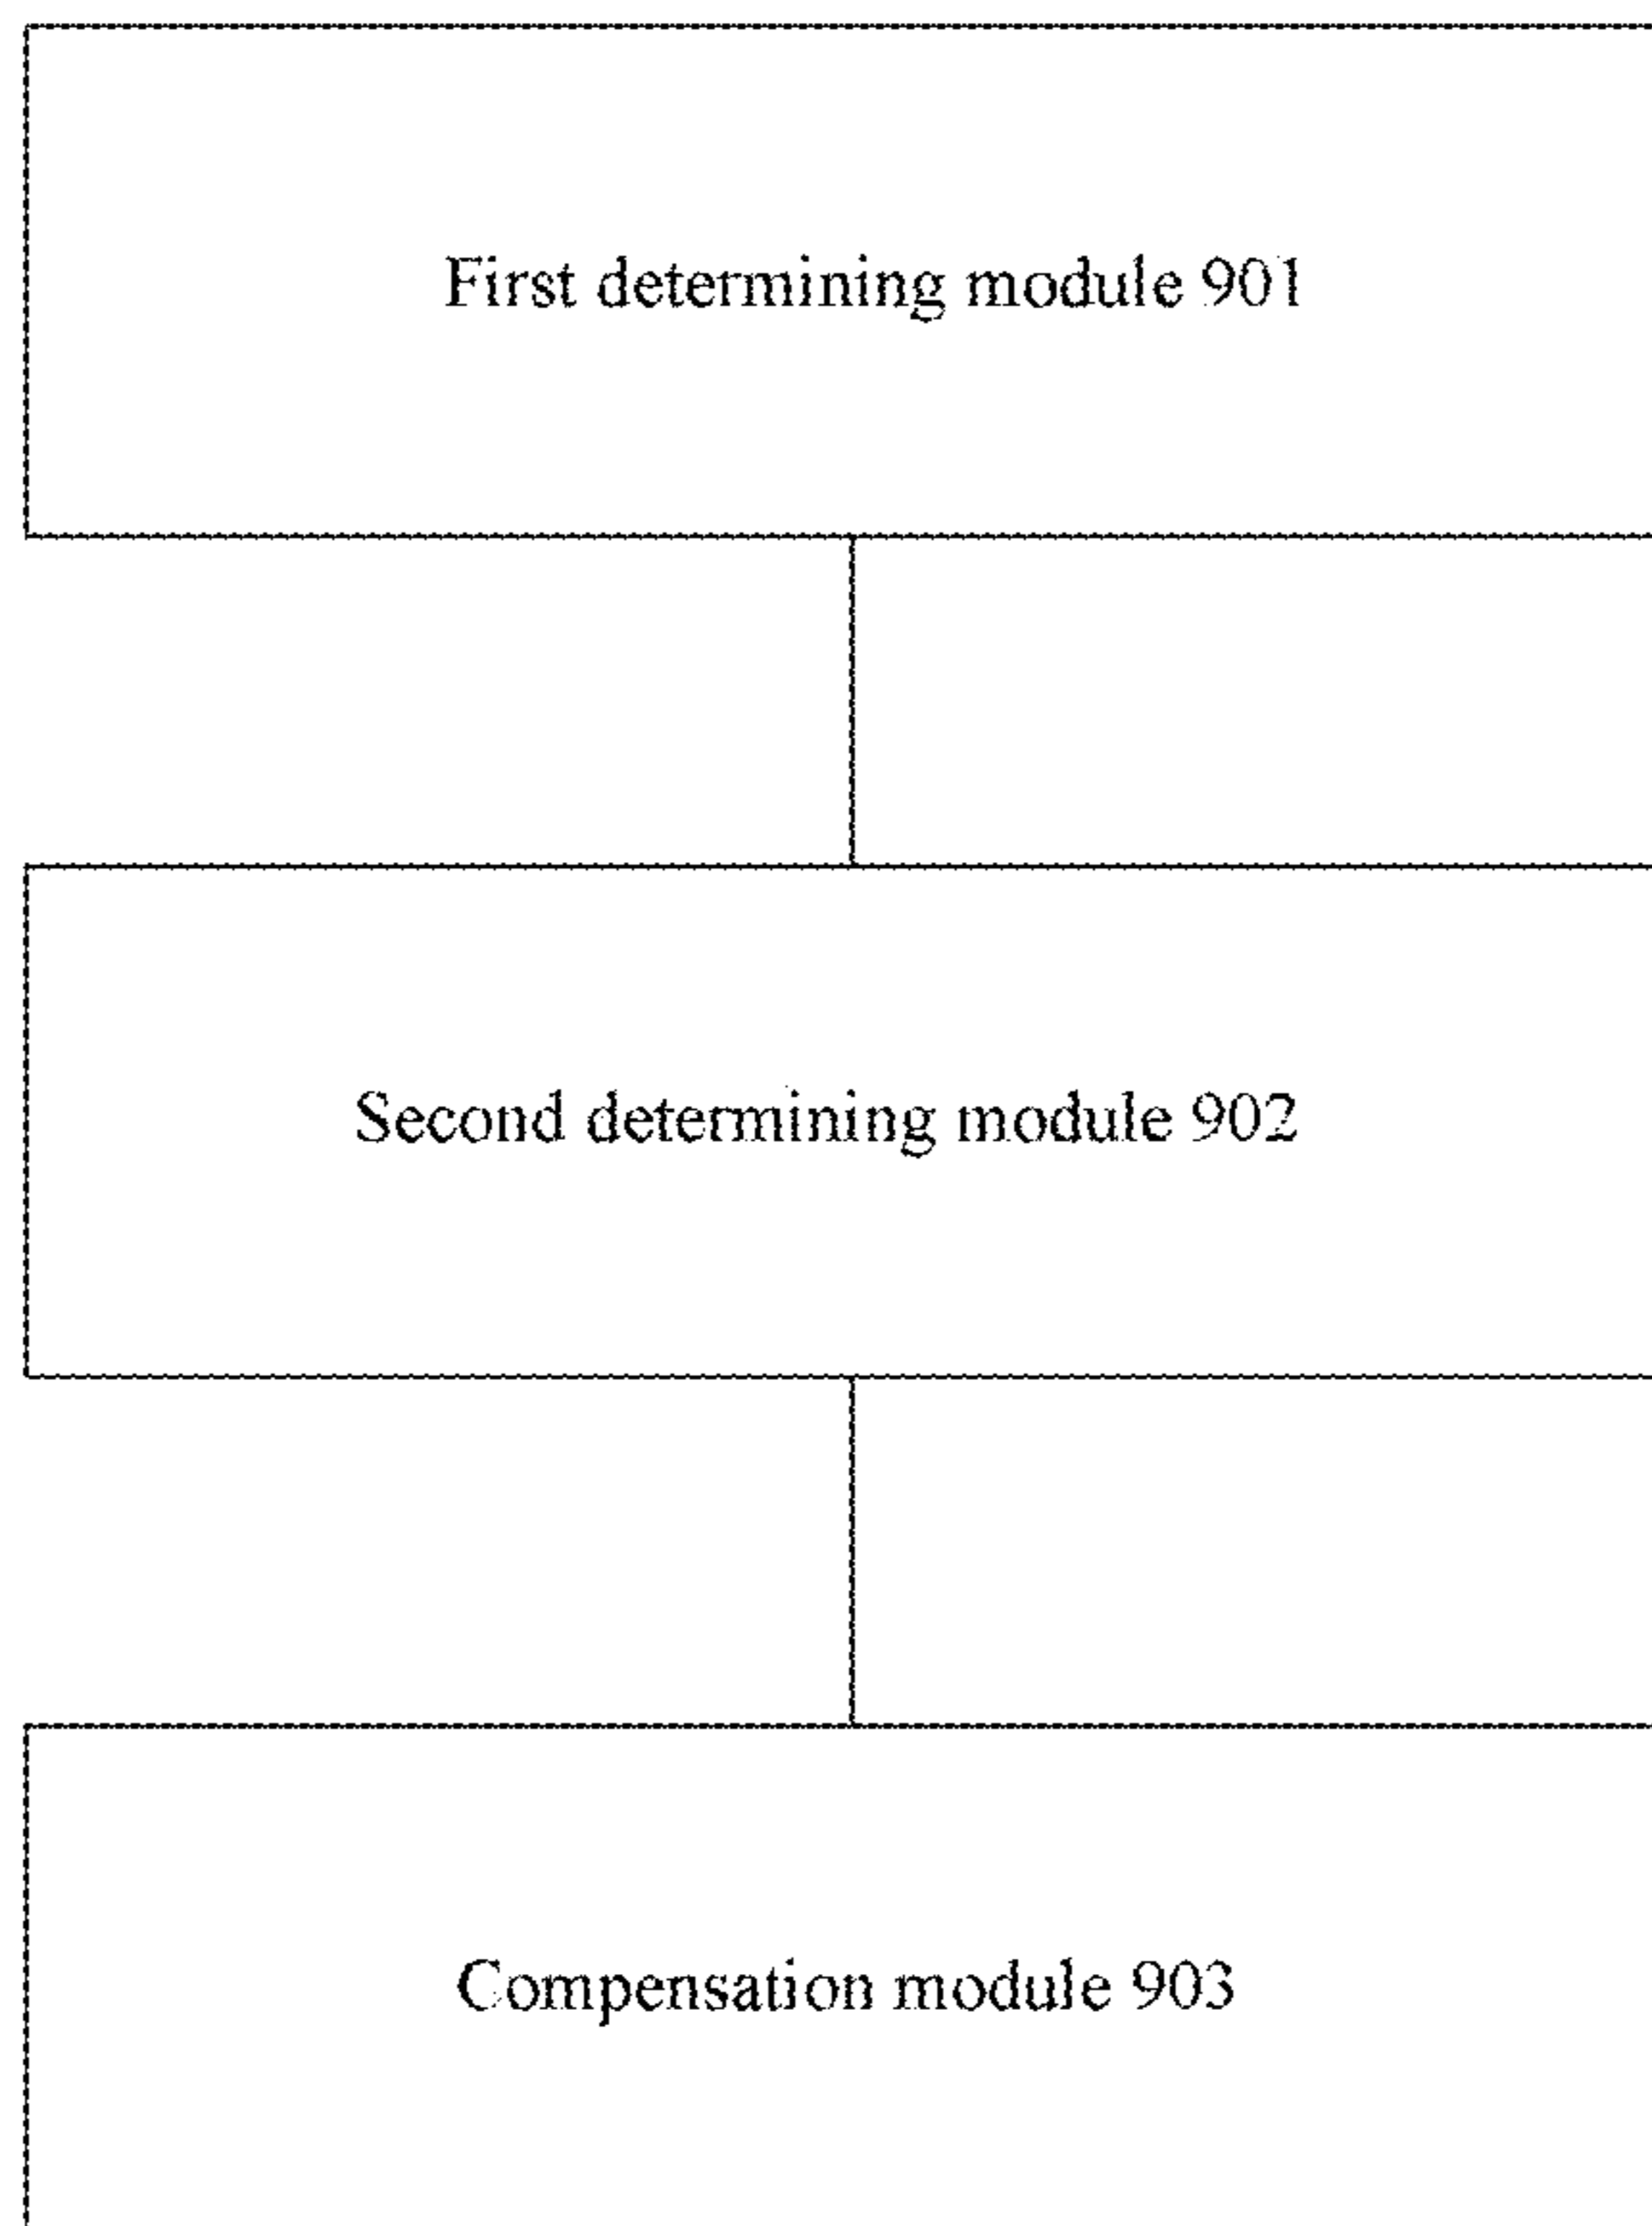 First determining module 901
Second determining module 902
Compensation module 903